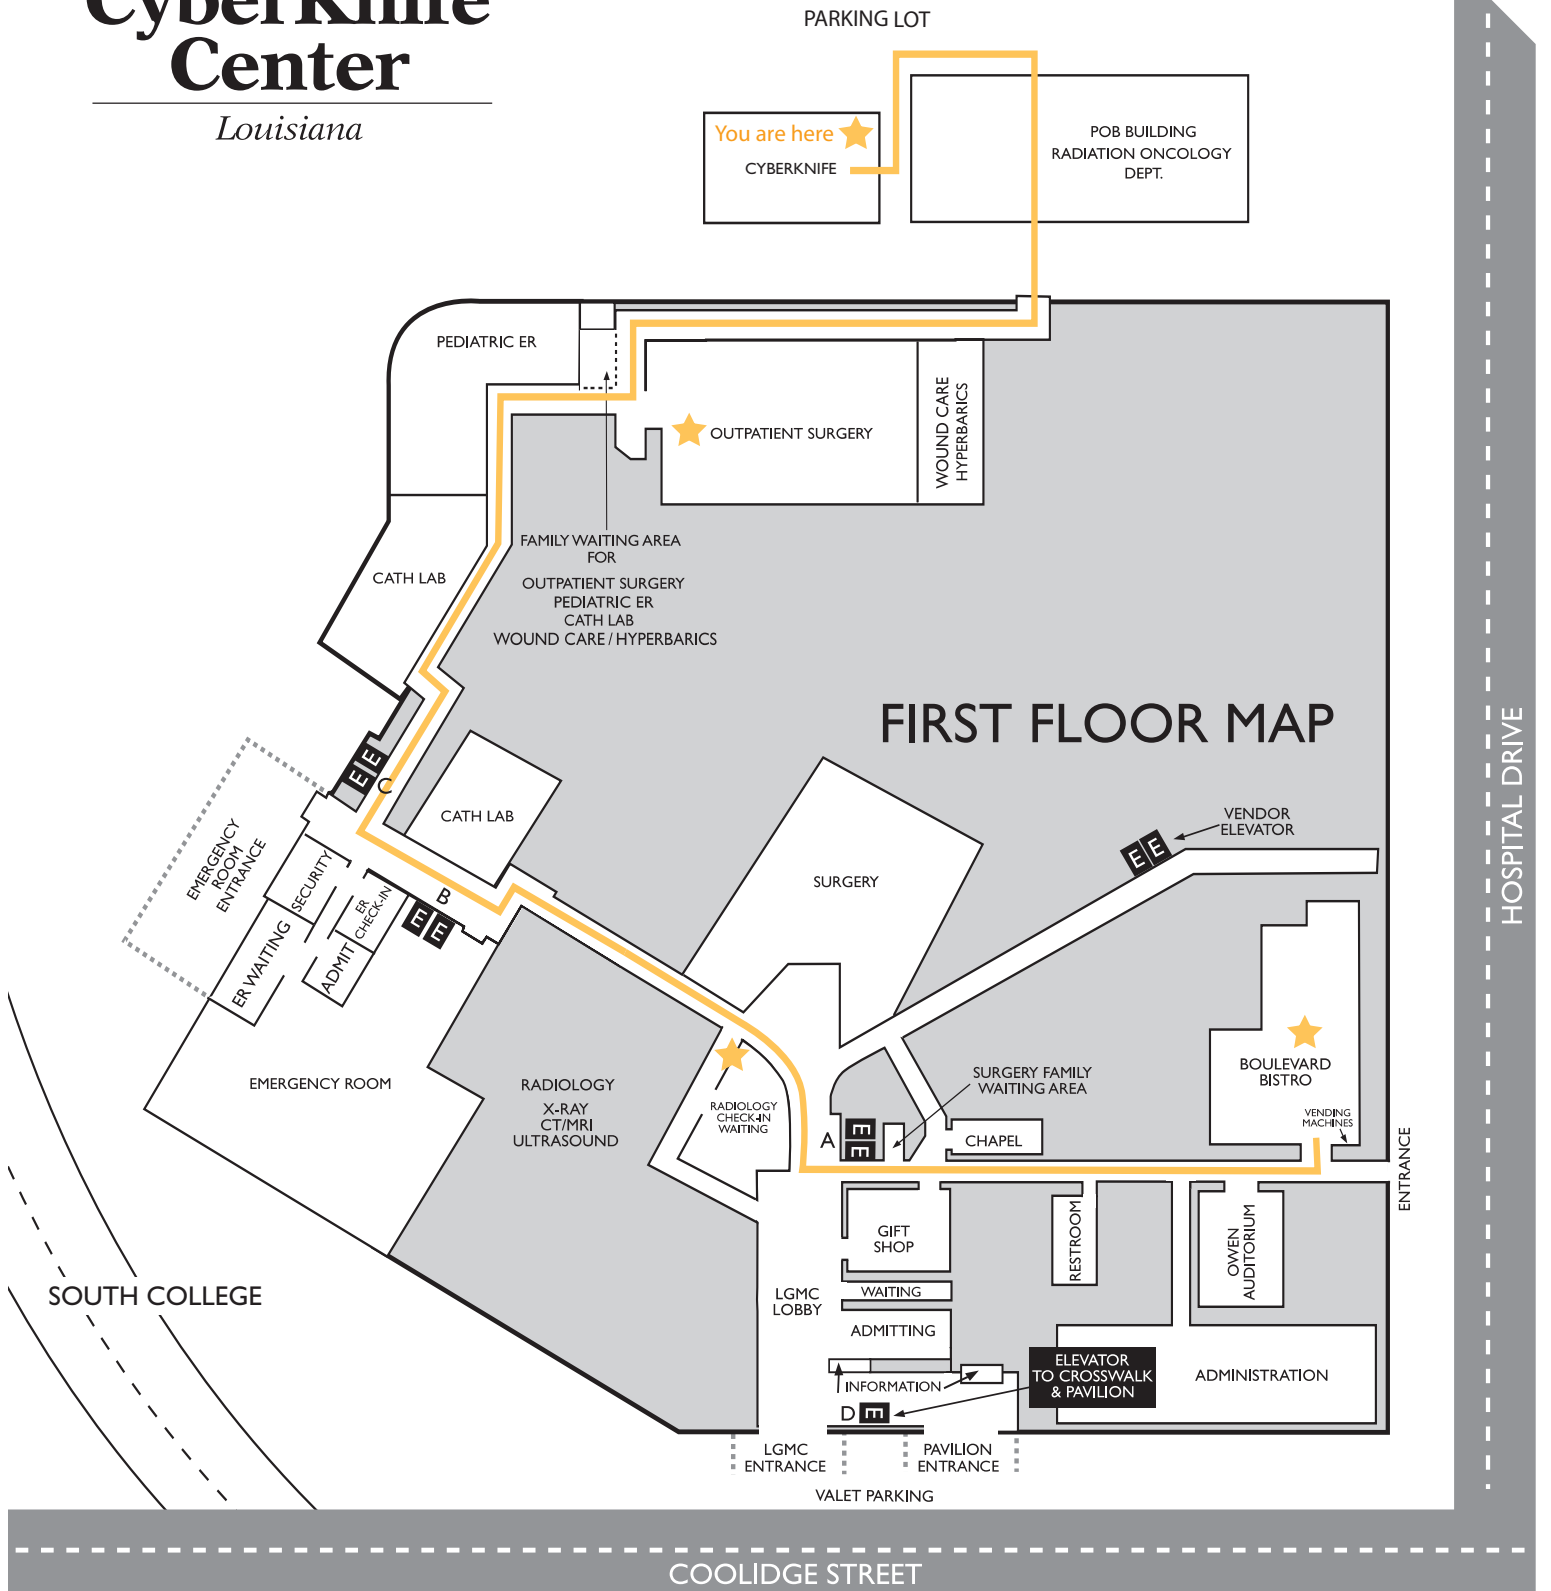 CyberKnife
Center
Louisiana
PARKING LOT
You are here
CYBERKNIFE
POB BUILDING
RADIATION ONCOLOGY
DEPT.
PEDIATRIC ER
OUTPATIENT SURGERY
WOUND CARE
HYPERBARICS
FAMILY WAITING AREA
FOR
OUTPATIENT SURGERY
PEDIATRIC ER
CATH LAB
WOUND CARE / HYPERBARICS
CATH LAB
FIRST FLOOR MAP
HOSPITAL DRIVE
E E
C
CATH LAB
VENDOR
ELEVATOR
E E
EMERGENCY
ROOM
ENTRANCE
SECURITY
ER
CHECK-IN
B
E E
ER WAITING
ADMIT
SURGERY
EMERGENCY ROOM
RADIOLOGY
X-RAY
CT/MRI
ULTRASOUND
RADIOLOGY
CHECK-IN
WAITING
SURGERY FAMILY
WAITING AREA
BOULEVARD
BISTRO
VENDING
MACHINES
A
E
E
CHAPEL
ENTRANCE
GIFT
SHOP
RESTROOM
OWEN
AUDITORIUM
SOUTH COLLEGE
LGMC
LOBBY
WAITING
ADMITTING
INFORMATION
ELEVATOR
TO CROSSWALK
& PAVILION
ADMINISTRATION
D
E
LGMC
ENTRANCE
PAVILION
ENTRANCE
VALET PARKING
COOLIDGE STREET